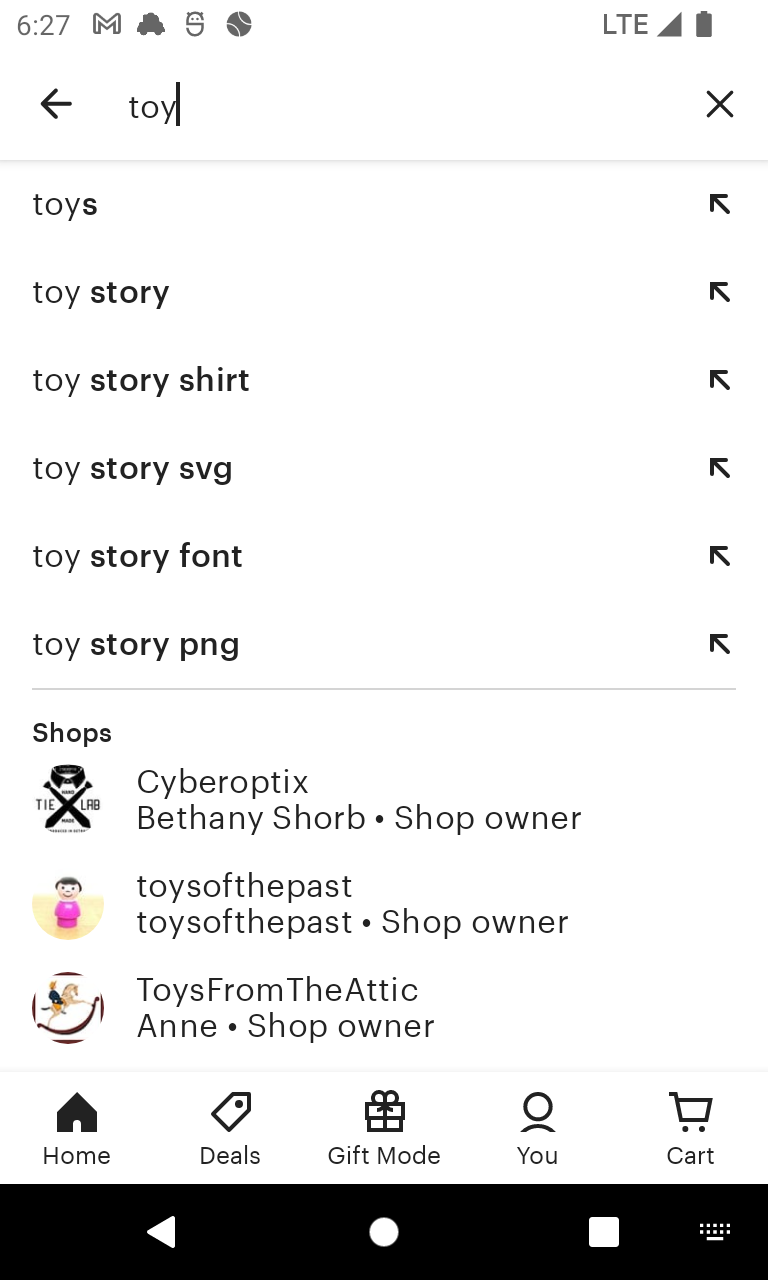 6:27
LTE
toy
toys
toy story
toy story shirt
toy story svg
toy story font
toy story png
Shops
TIE LAB
Cyberoptix
Bethany Shorb • Shop owner
toysofthepast
toysofthepast • Shop owner
ToysFromTheAttic
Anne • Shop owner
Home
Deals
Gift Mode
You
Cart